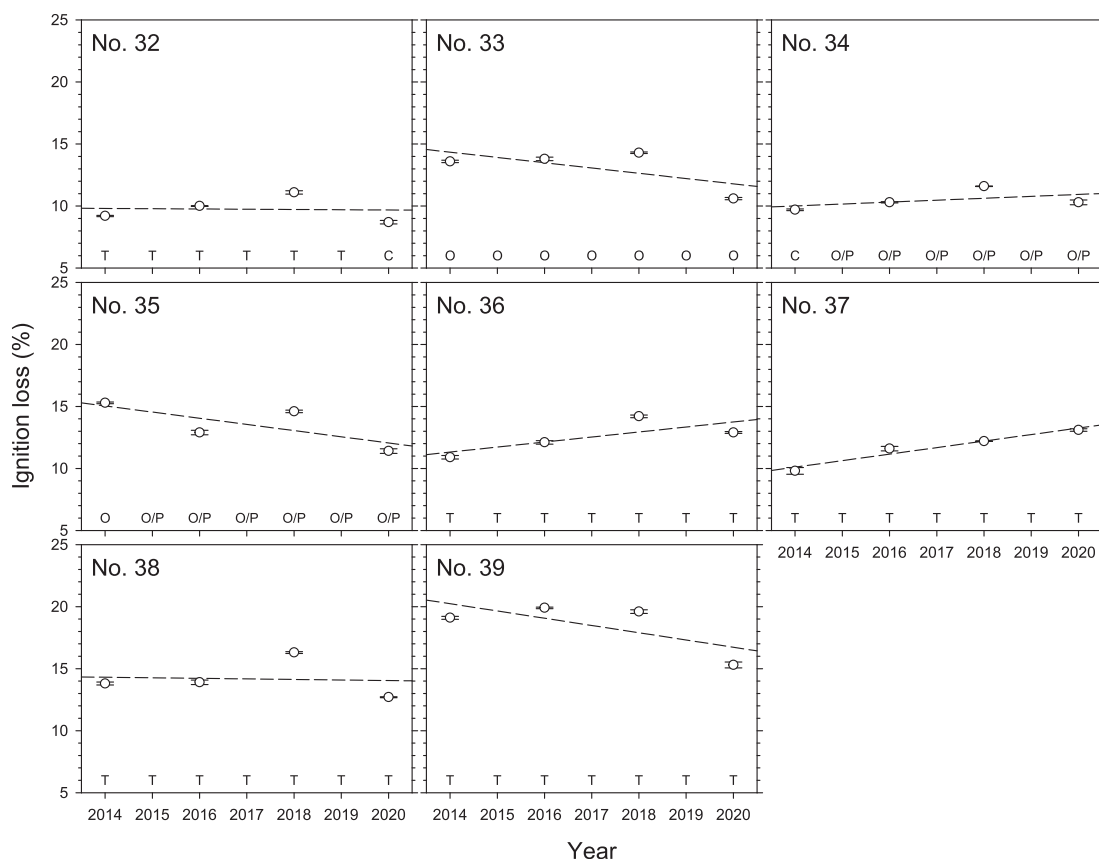 25
20
15
10
5
No. 32
T T T T T T C
No. 33
O O O O O O O
No. 34
C O/P O/P O/P O/P O/P O/P
25
20
15
10
5
No. 35
O O/P O/P O/P O/P O/P O/P
No. 36
T T T T T T T
No. 37
T T T T T T T
2014 2015 2016 2017 2018 2019 2020
Ignition loss (%)
25
20
15
10
5
No. 38
T T T T T T T
2014 2015 2016 2017 2018 2019 2020
No. 39
T T T T T T T
2014 2015 2016 2017 2018 2019 2020
Year